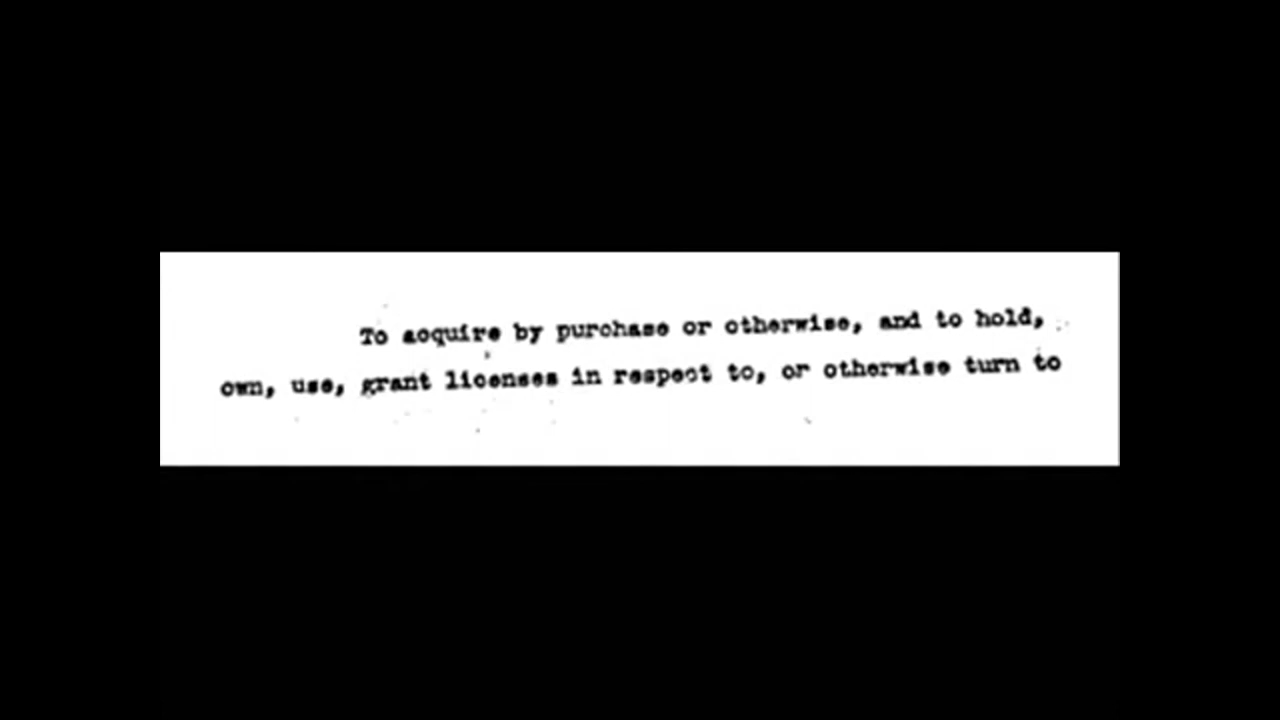 To acquire by purchase or otherwise, and to hold,
own, use, grant licenses in respect to, or otherwise turn to